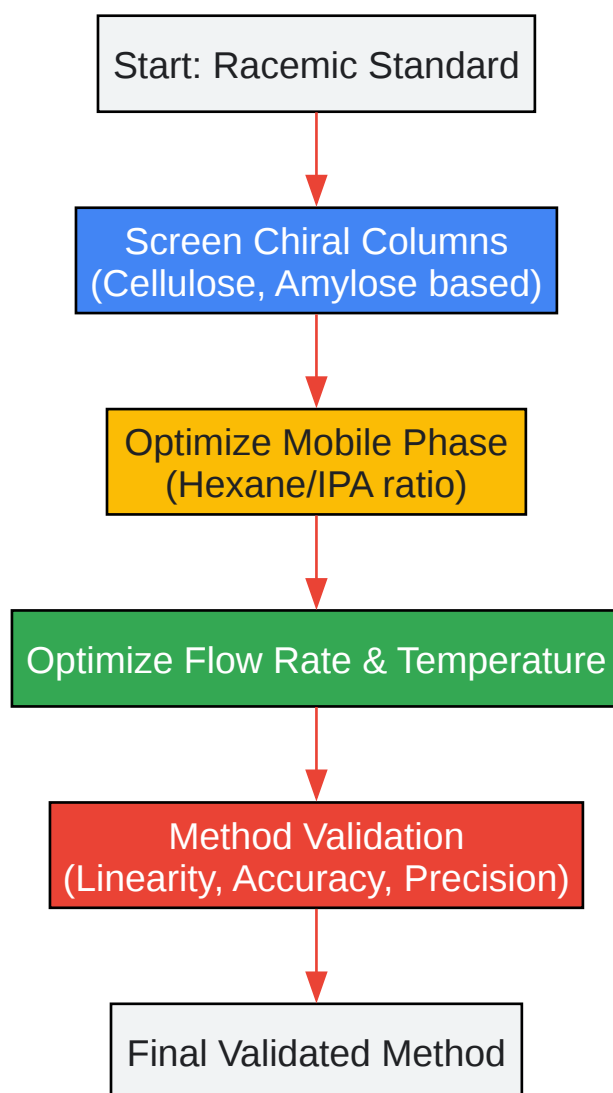 Start: Racemic Standard
Screen Chiral Columns
(Cellulose, Amylose based)
Optimize Mobile Phase
(Hexane/IPA ratio)
Optimize Flow Rate & Temperature
Method Validation
(Linearity, Accuracy, Precision)
Final Validated Method